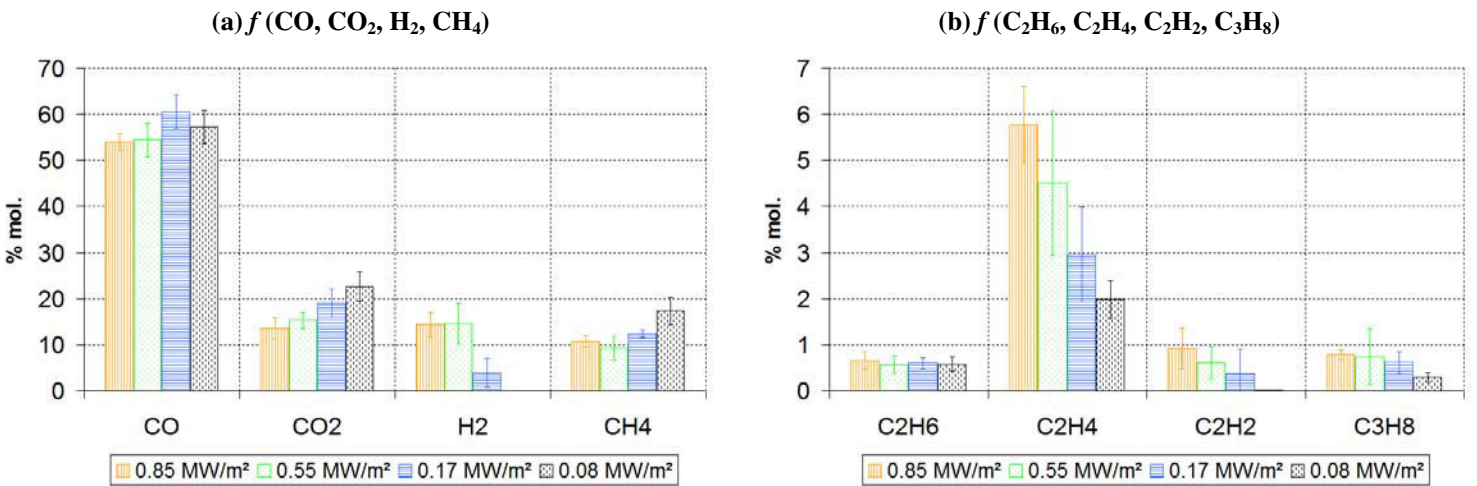 (a) f (CO, CO₂, H₂, CH₄)
70
60
50
40
30
20
10
0
% mol.
CO CO2 H2 CH4
0.85 MW/m² 0.55 MW/m² 0.17 MW/m² 0.08 MW/m²
(b) f (C₂H₆, C₂H₄, C₂H₂, C₃H₈)
7
6
5
4
3
2
1
0
% mol.
C2H6 C2H4 C2H2 C3H8
0.85 MW/m² 0.55 MW/m² 0.17 MW/m² 0.08 MW/m²